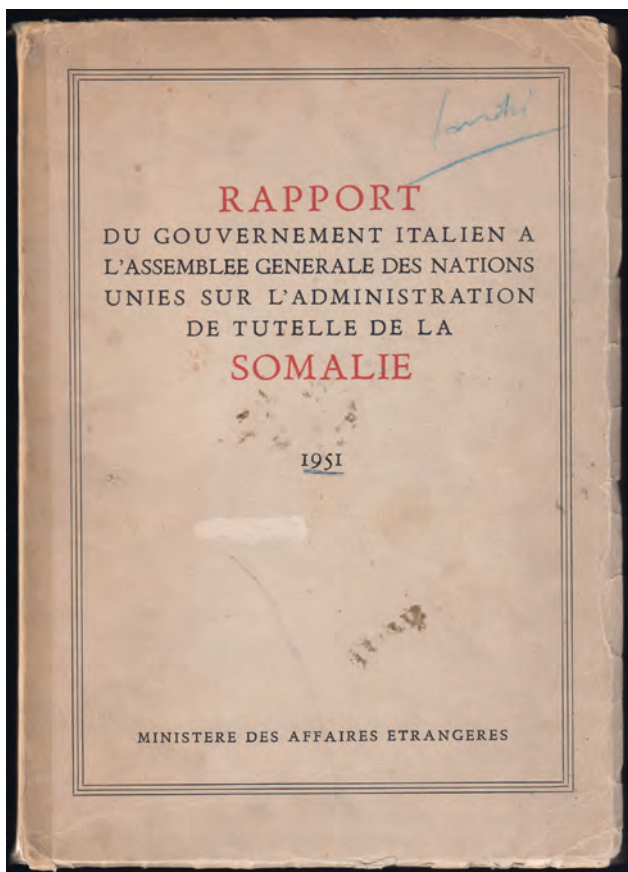 RAPPORT
DU GOUVERNEMENT ITALIEN A
L'ASSEMBLEE GENERALE DES NATIONS
UNIES SUR L'ADMINISTRATION
DE TUTELLE DE LA
SOMALIE
1951
MINISTERE DES AFFAIRES ETRANGERES